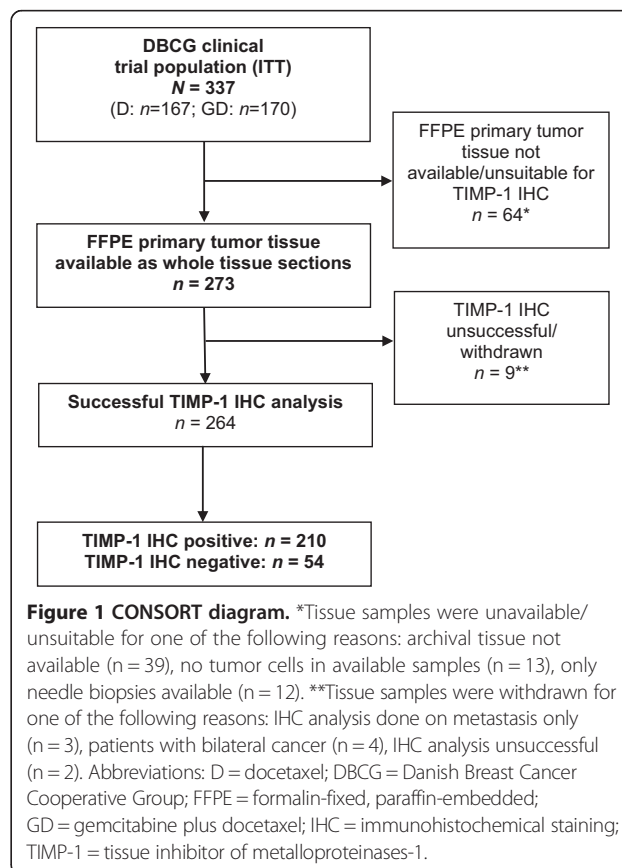 DBCG clinical
trial population (ITT)
N = 337
(D: n=167; GD: n=170)
FFPE primary tumor
tissue not
available/unsuitable for
TIMP-1 IHC
n = 64*
FFPE primary tumor tissue
available as whole tissue sections
n = 273
TIMP-1 IHC
unsuccessful/
withdrawn
n = 9**
Successful TIMP-1 IHC analysis
n = 264
TIMP-1 IHC positive: n = 210
TIMP-1 IHC negative: n = 54
Figure 1 CONSORT diagram. *Tissue samples were unavailable/
unsuitable for one of the following reasons: archival tissue not
available (n = 39), no tumor cells in available samples (n = 13), only
needle biopsies available (n = 12). **Tissue samples were withdrawn for
one of the following reasons: IHC analysis done on metastasis only
(n = 3), patients with bilateral cancer (n = 4), IHC analysis unsuccessful
(n = 2). Abbreviations: D = docetaxel; DBCG = Danish Breast Cancer
Cooperative Group; FFPE = formalin-fixed, paraffin-embedded;
GD = gemcitabine plus docetaxel; IHC = immunohistochemical staining;
TIMP-1 = tissue inhibitor of metalloproteinases-1.